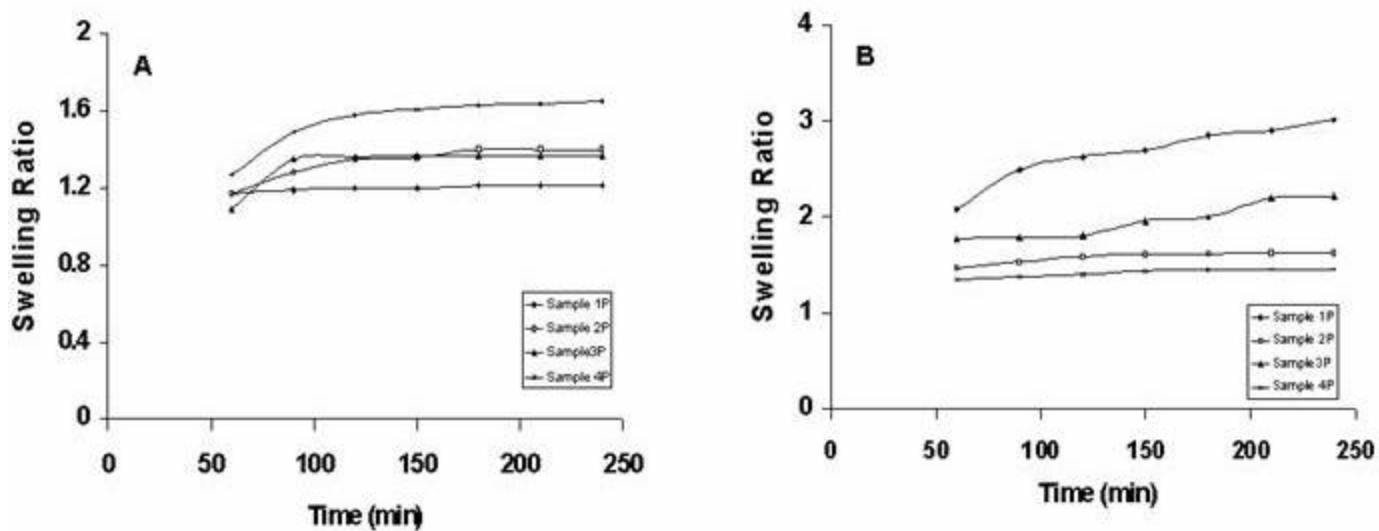 A
Swelling Ratio
2
1.6
1.2
0.8
0.4
0
0
50
100
150
200
250
Time (min)
Sample 1P
Sample 2P
Sample3P
Sample 4P
B
Swelling Ratio
4
3
2
1
0
0
50
100
150
200
250
Time (min)
Sample 1P
Sample 2P
Sample 3P
Sample 4P